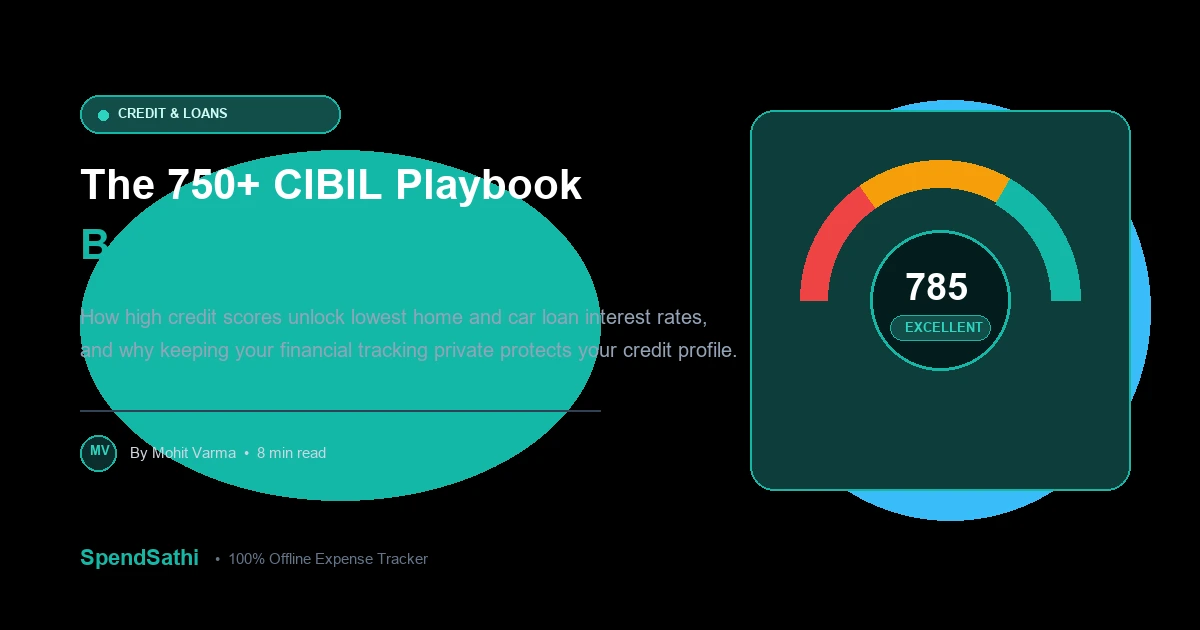 CREDIT & LOANS
The 750+ CIBIL Playbook
B
How high credit scores unlock lowest home and car loan interest rates,
and why keeping your financial tracking private protects your credit profile.
MV By Mohit Varma • 8 min read
SpendSathi • 100% Offline Expense Tracker
785
EXCELLENT